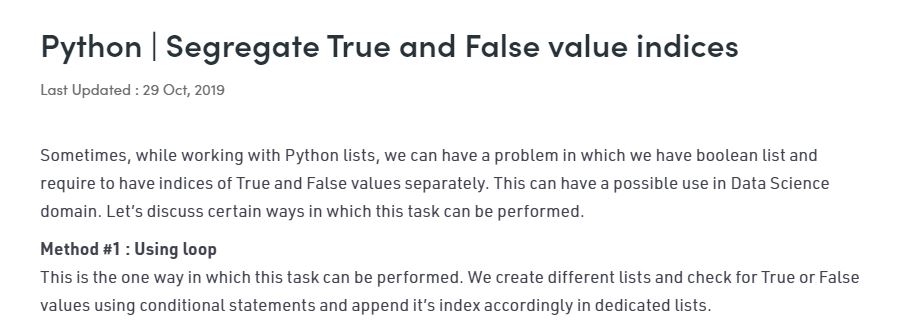 Python | Segregate True and False value indices
Last Updated : 29 Oct, 2019
Sometimes, while working with Python lists, we can have a problem in which we have boolean list and
require to have indices of True and False values separately. This can have a possible use in Data Science
domain. Let’s discuss certain ways in which this task can be performed.
Method #1 : Using loop
This is the one way in which this task can be performed. We create different lists and check for True or False
values using conditional statements and append it’s index accordingly in dedicated lists.